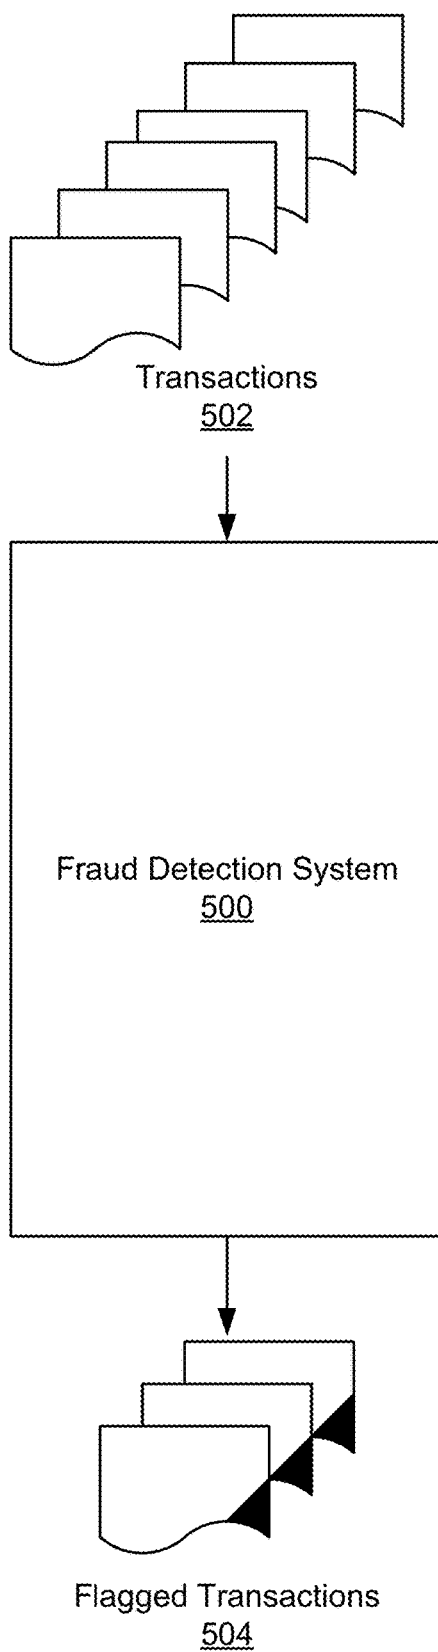 Transactions
502
Fraud Detection System
500
Flagged Transactions
504